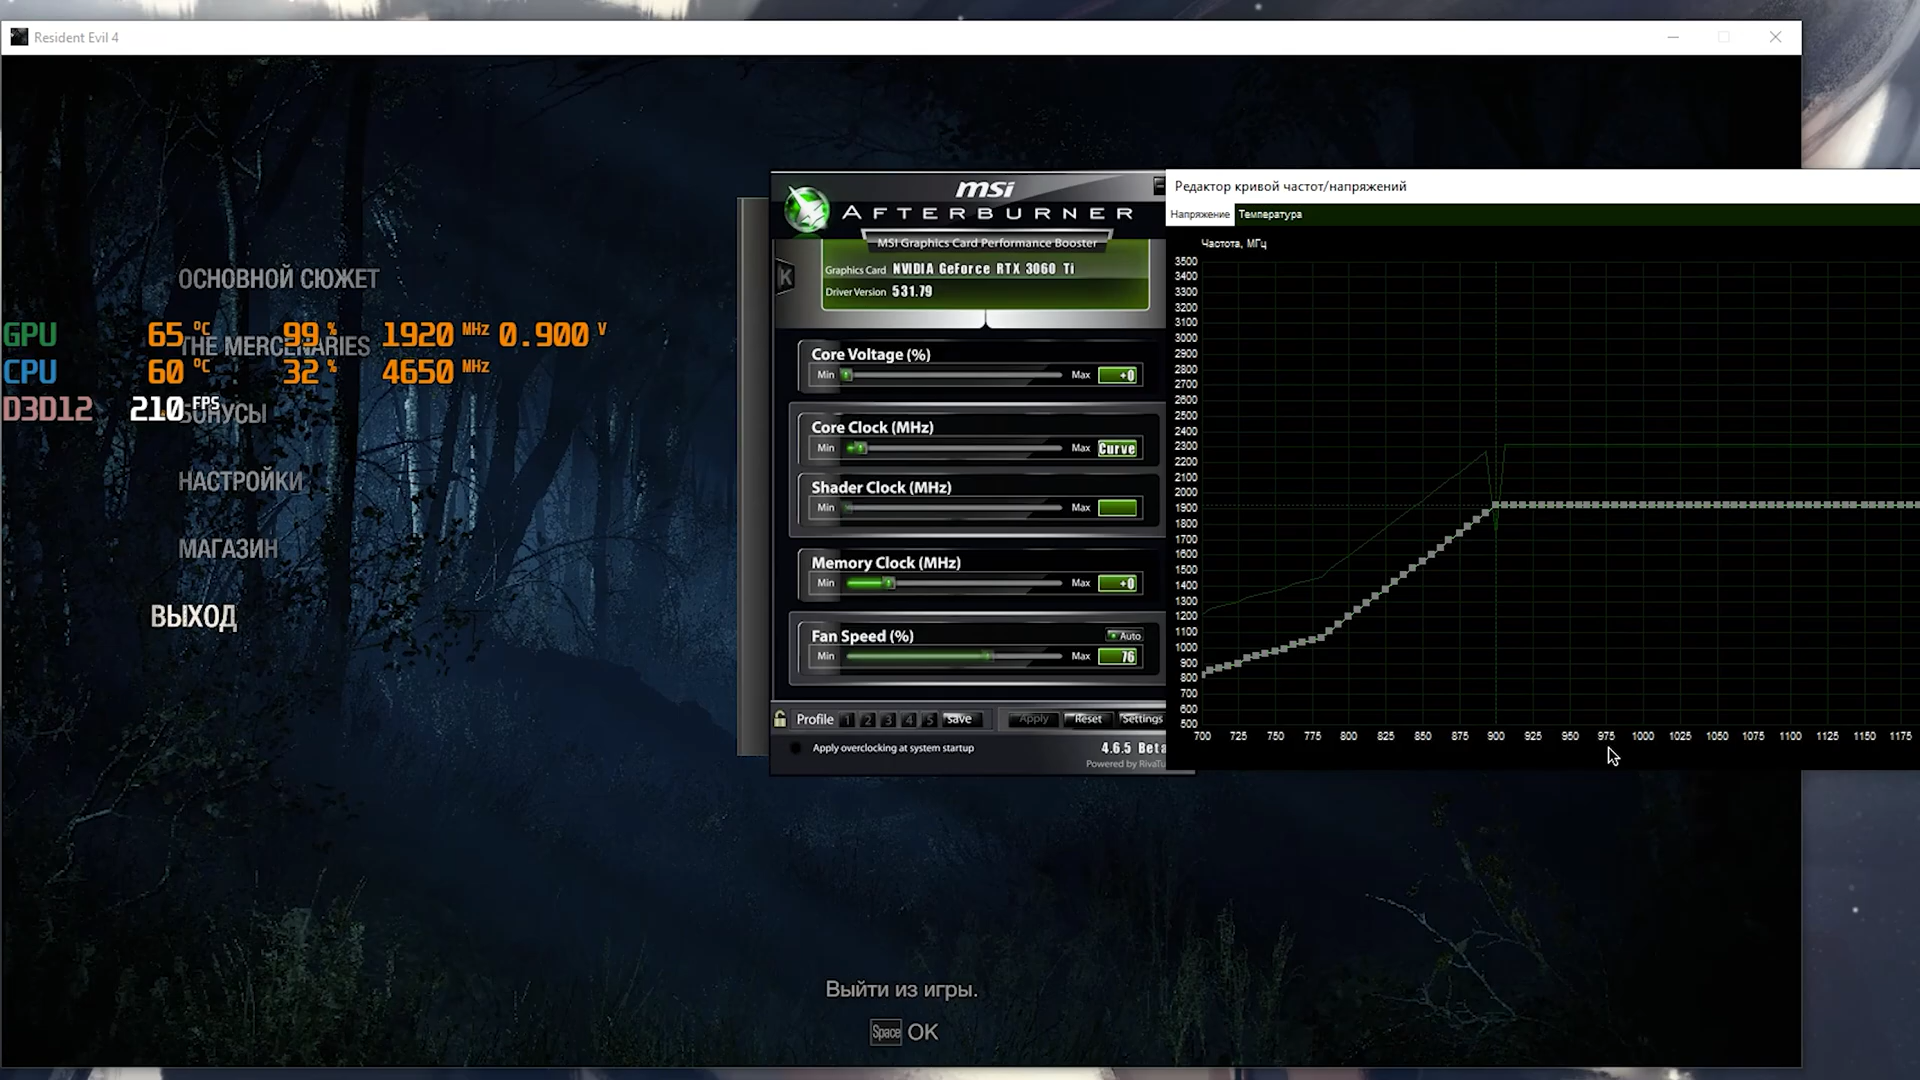 Resident Evil 4
ОСНОВНОЙ СЮЖЕТ
GPU 65 °C 99 % 1920 MHz 0.900 V
THE MERCENARIES
CPU 60 °C 32 % 4650 MHz
D3D12 210 FPS
БОНУСЫ
НАСТРОЙКИ
МАГАЗИН
ВЫХОД
Выйти из игры.
Space OK
msi
AFTERBURNER
MSI Graphics Card Performance Booster
K
Graphics Card NVIDIA GeForce RTX 3060 Ti
Driver Version 531.79
Core Voltage (%)
Min Max +0
Core Clock (MHz)
Min Max Curve
Shader Clock (MHz)
Min Max
Memory Clock (MHz)
Min Max +0
Fan Speed (%) Auto
Min Max 76
Profile 1 2 3 4 5 Save Apply Reset Settings
Apply overclocking at system startup 4.6.5 Beta
Powered by RivaTu
Редактор кривой частот/напряжений
Напряжение Температура
Частота, МГц
3500
3400
3300
3200
3100
3000
2900
2800
2700
2600
2500
2400
2300
2200
2100
2000
1900
1800
1700
1600
1500
1400
1300
1200
1100
1000
900
800
700
600
500
700 725 750 775 800 825 850 875 900 925 950 975 1000 1025 1050 1075 1100 1125 1150 1175